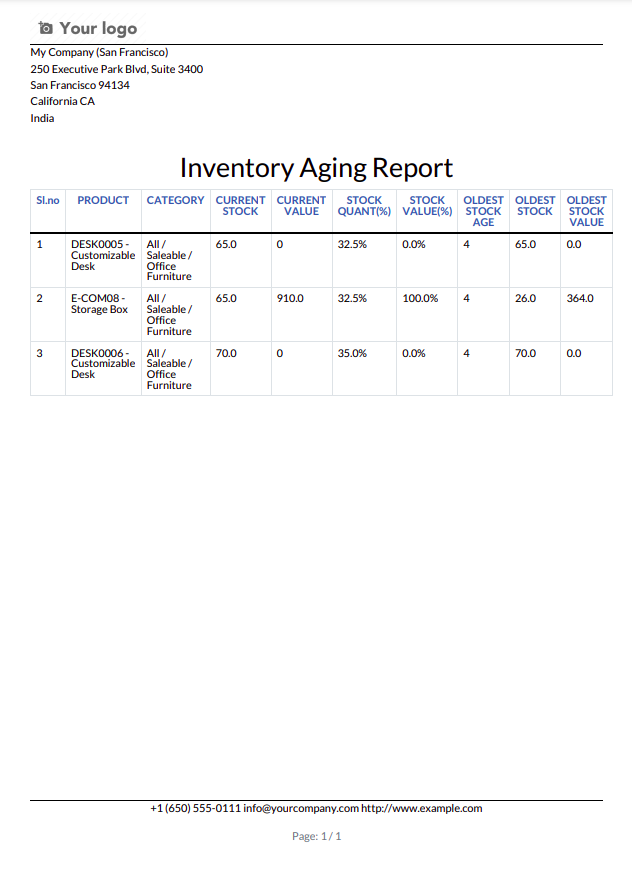 Your logo
My Company (San Francisco)
250 Executive Park Blvd, Suite 3400
San Francisco 94134
California CA
India
Inventory Aging Report
Sl.no PRODUCT CATEGORY CURRENT STOCK CURRENT VALUE STOCK QUANT(%) STOCK VALUE(%) OLDEST STOCK AGE OLDEST STOCK OLDEST STOCK VALUE
1 DESK0005 - Customizable Desk All / Saleable / Office Furniture 65.0 0 32.5% 0.0% 4 65.0 0.0
2 E-COM08 - Storage Box All / Saleable / Office Furniture 65.0 910.0 32.5% 100.0% 4 26.0 364.0
3 DESK0006 - Customizable Desk All / Saleable / Office Furniture 70.0 0 35.0% 0.0% 4 70.0 0.0
+1 (650) 555-0111 info@yourcompany.com http://www.example.com
Page: 1 / 1